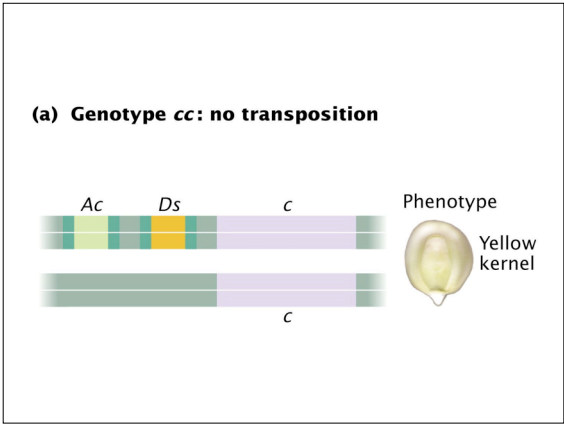 (a) Genotype cc: no transposition
Ac Ds c
Phenotype
Yellow
kernel
c